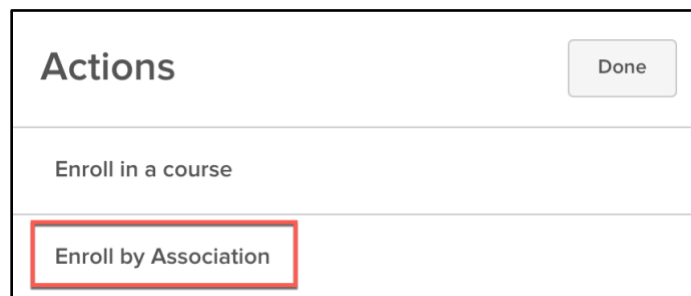 Actions
Done
Enroll in a course
Enroll by Association